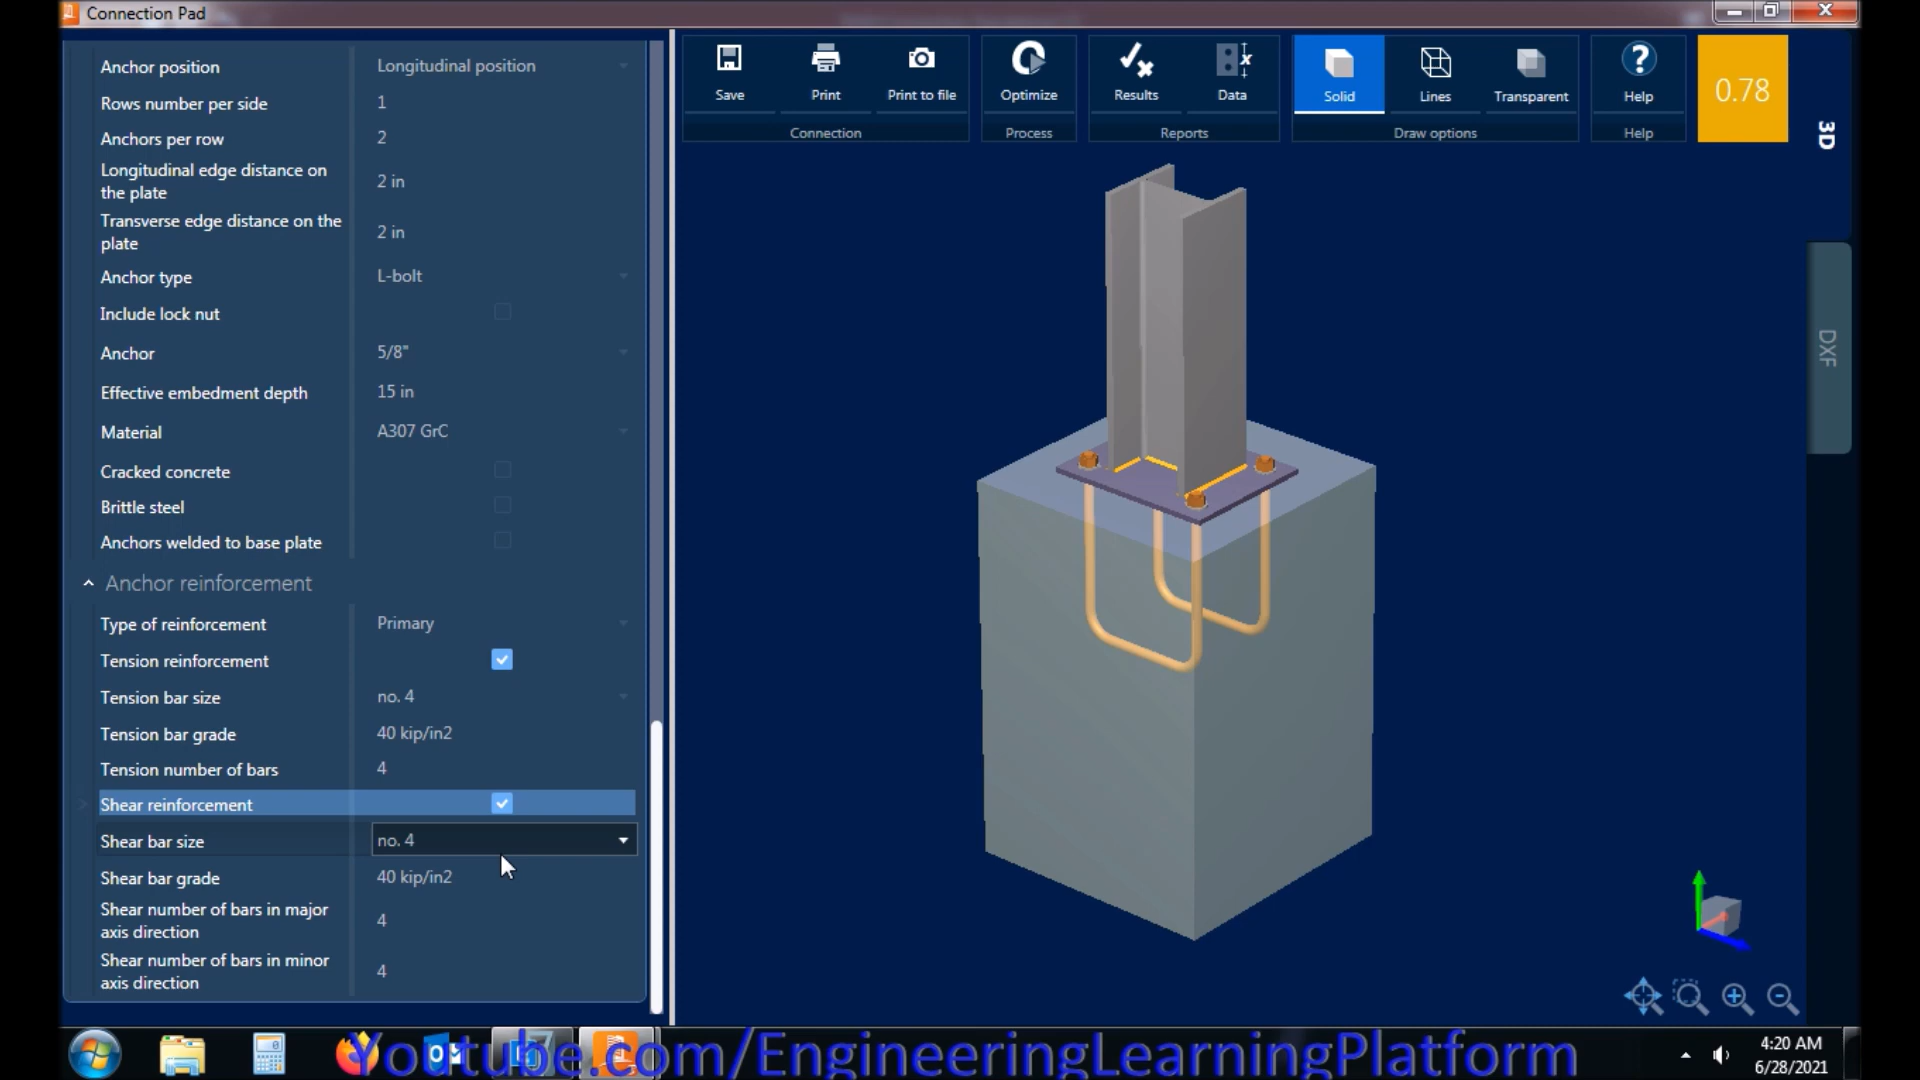 Connection Pad
Anchor position Longitudinal position
Rows number per side 1
Anchors per row 2
Longitudinal edge distance on
the plate
2 in
Transverse edge distance on the
plate
2 in
Anchor type L-bolt
Include lock nut
Anchor 5/8"
Effective embedment depth 15 in
Material A307 GrC
Cracked concrete
Brittle steel
Anchors welded to base plate
Anchor reinforcement
Type of reinforcement Primary
Tension reinforcement
Tension bar size no. 4
Tension bar grade 40 kip/in2
Tension number of bars 4
Shear reinforcement
Shear bar size no. 4
Shear bar grade 40 kip/in2
Shear number of bars in major
axis direction
4
Shear number of bars in minor
axis direction
4
Save Print Print to file
Connection
Optimize
Process
Results Data
Reports
Solid Lines Transparent
Draw options
Help
Help
0.78
3D
DXF
Youtube.com/EngineeringLearningPlatform
4:20 AM
6/28/2021